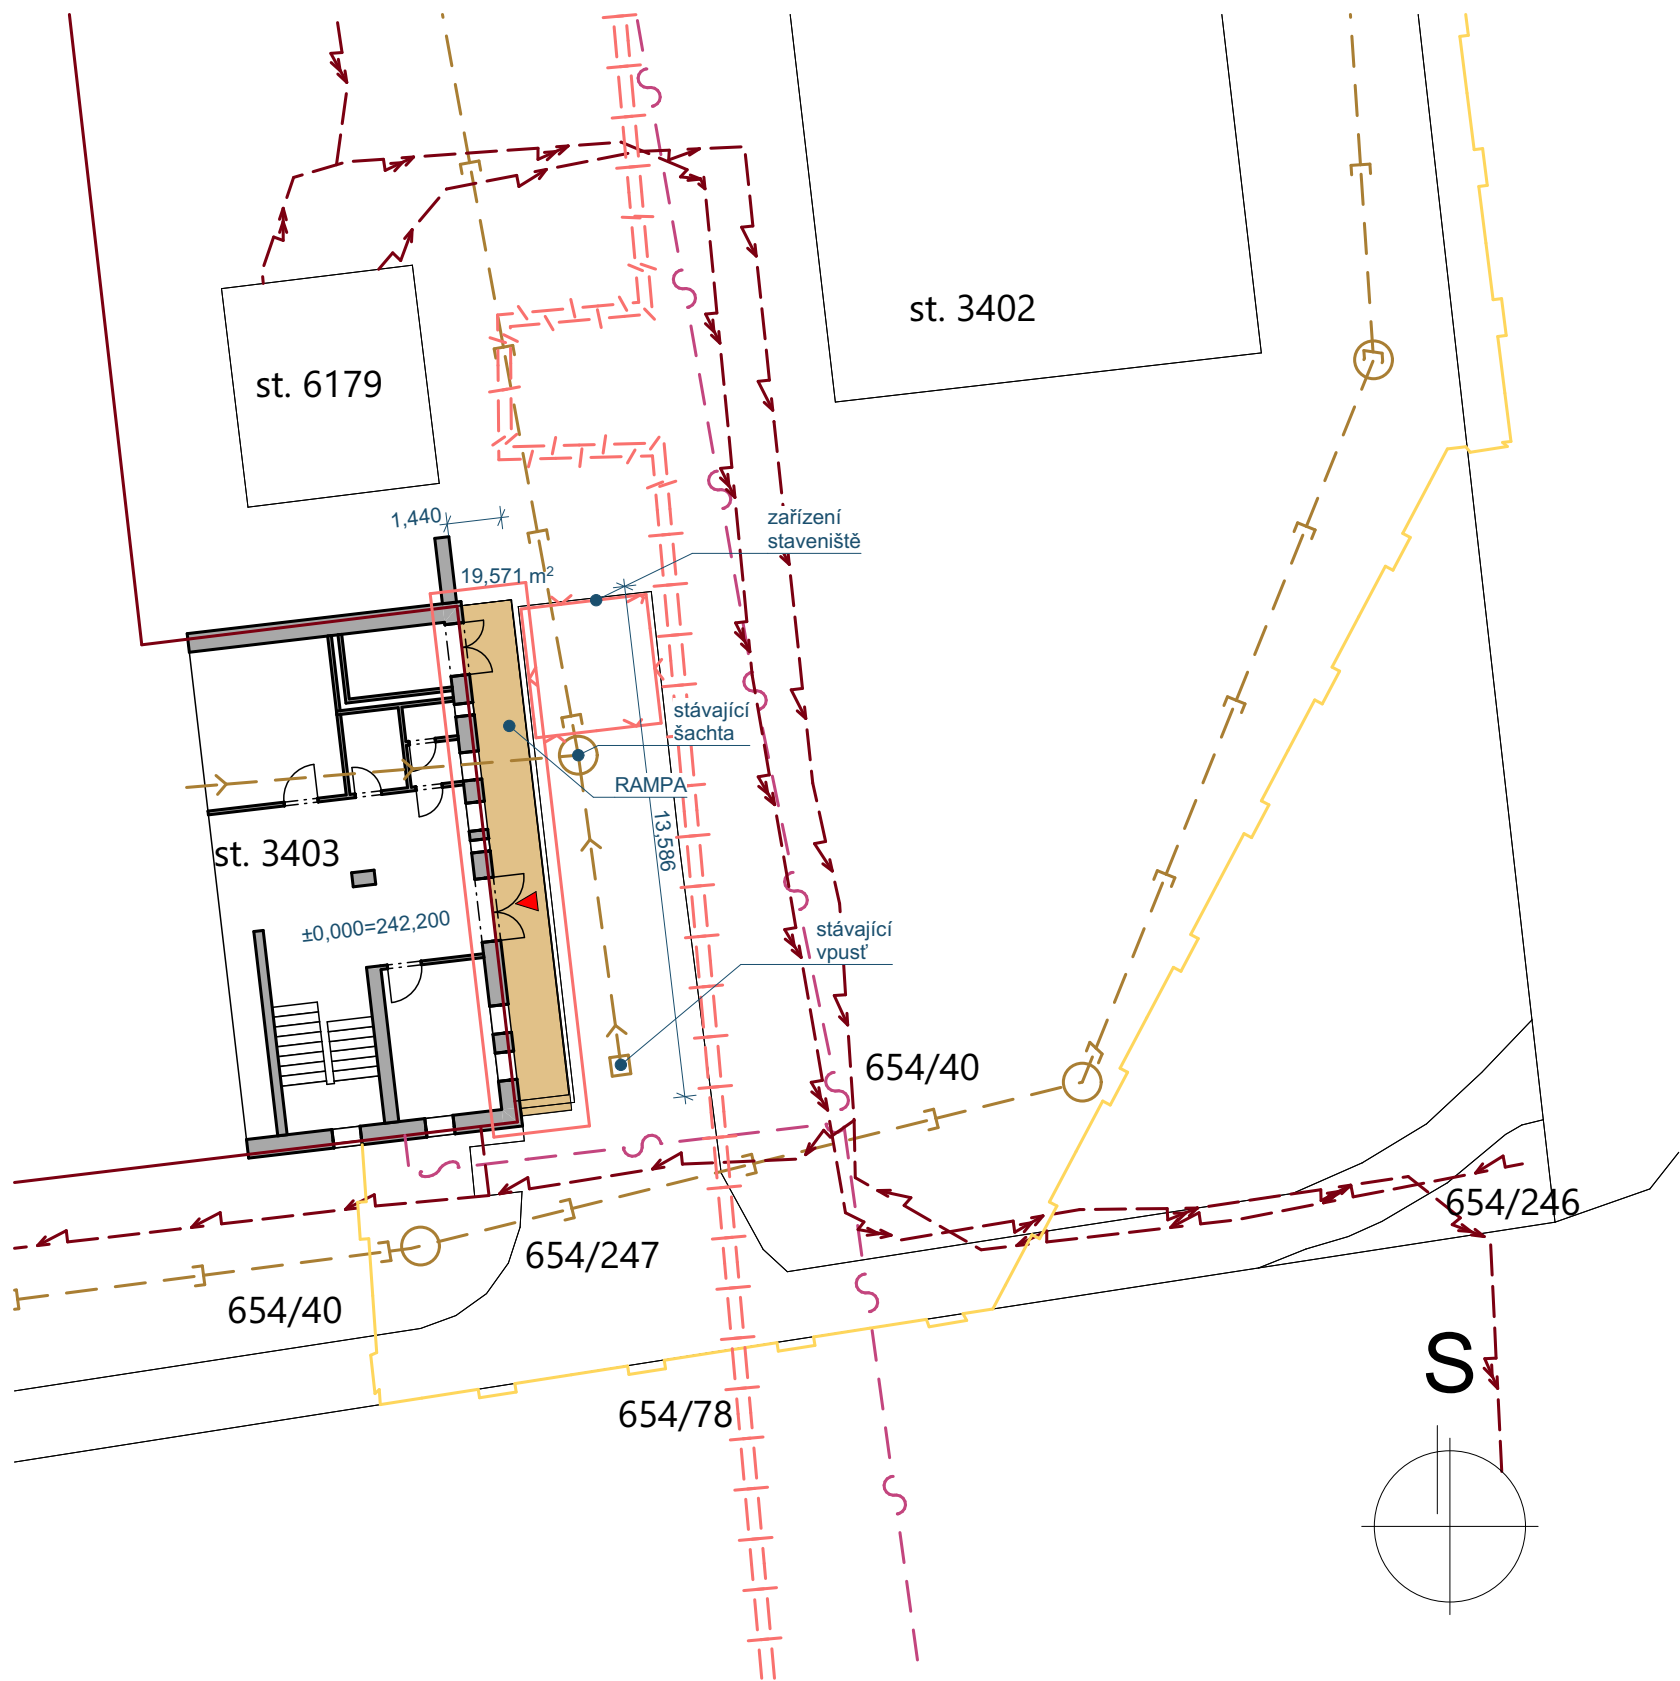 st. 3402
st. 6179
1,440
zařízení
staveniště
19,571 m²
stávající
šachta
RAMPA
13,586
st. 3403
±0,000=242,200
stávající
vpusť
654/40
654/246
654/247
654/40
S
654/78